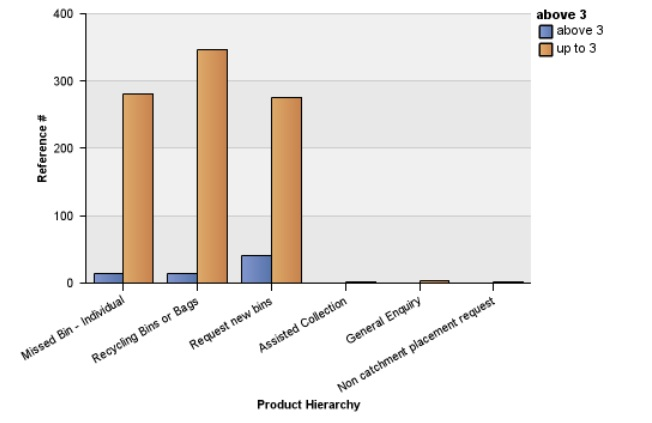 above 3
above 3
up to 3
400
300
200
100
0
Reference #
Missed Bin - Individual
Recycling Bins or Bags
Request new bins
Assisted Collection
General Enquiry
Non catchment placement request
Product Hierarchy